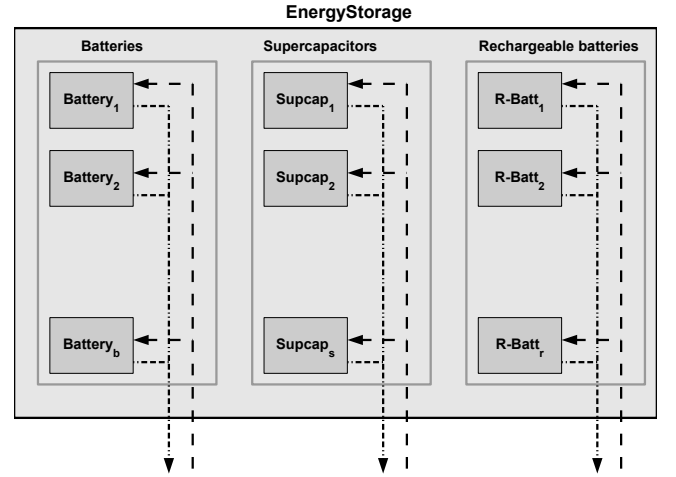 EnergyStorage
Batteries
Supercapacitors
Rechargeable batteries
Battery1
Supcap1
R-Batt1
Battery2
Supcap2
R-Batt2
Batteryb
Supcaps
R-Battr